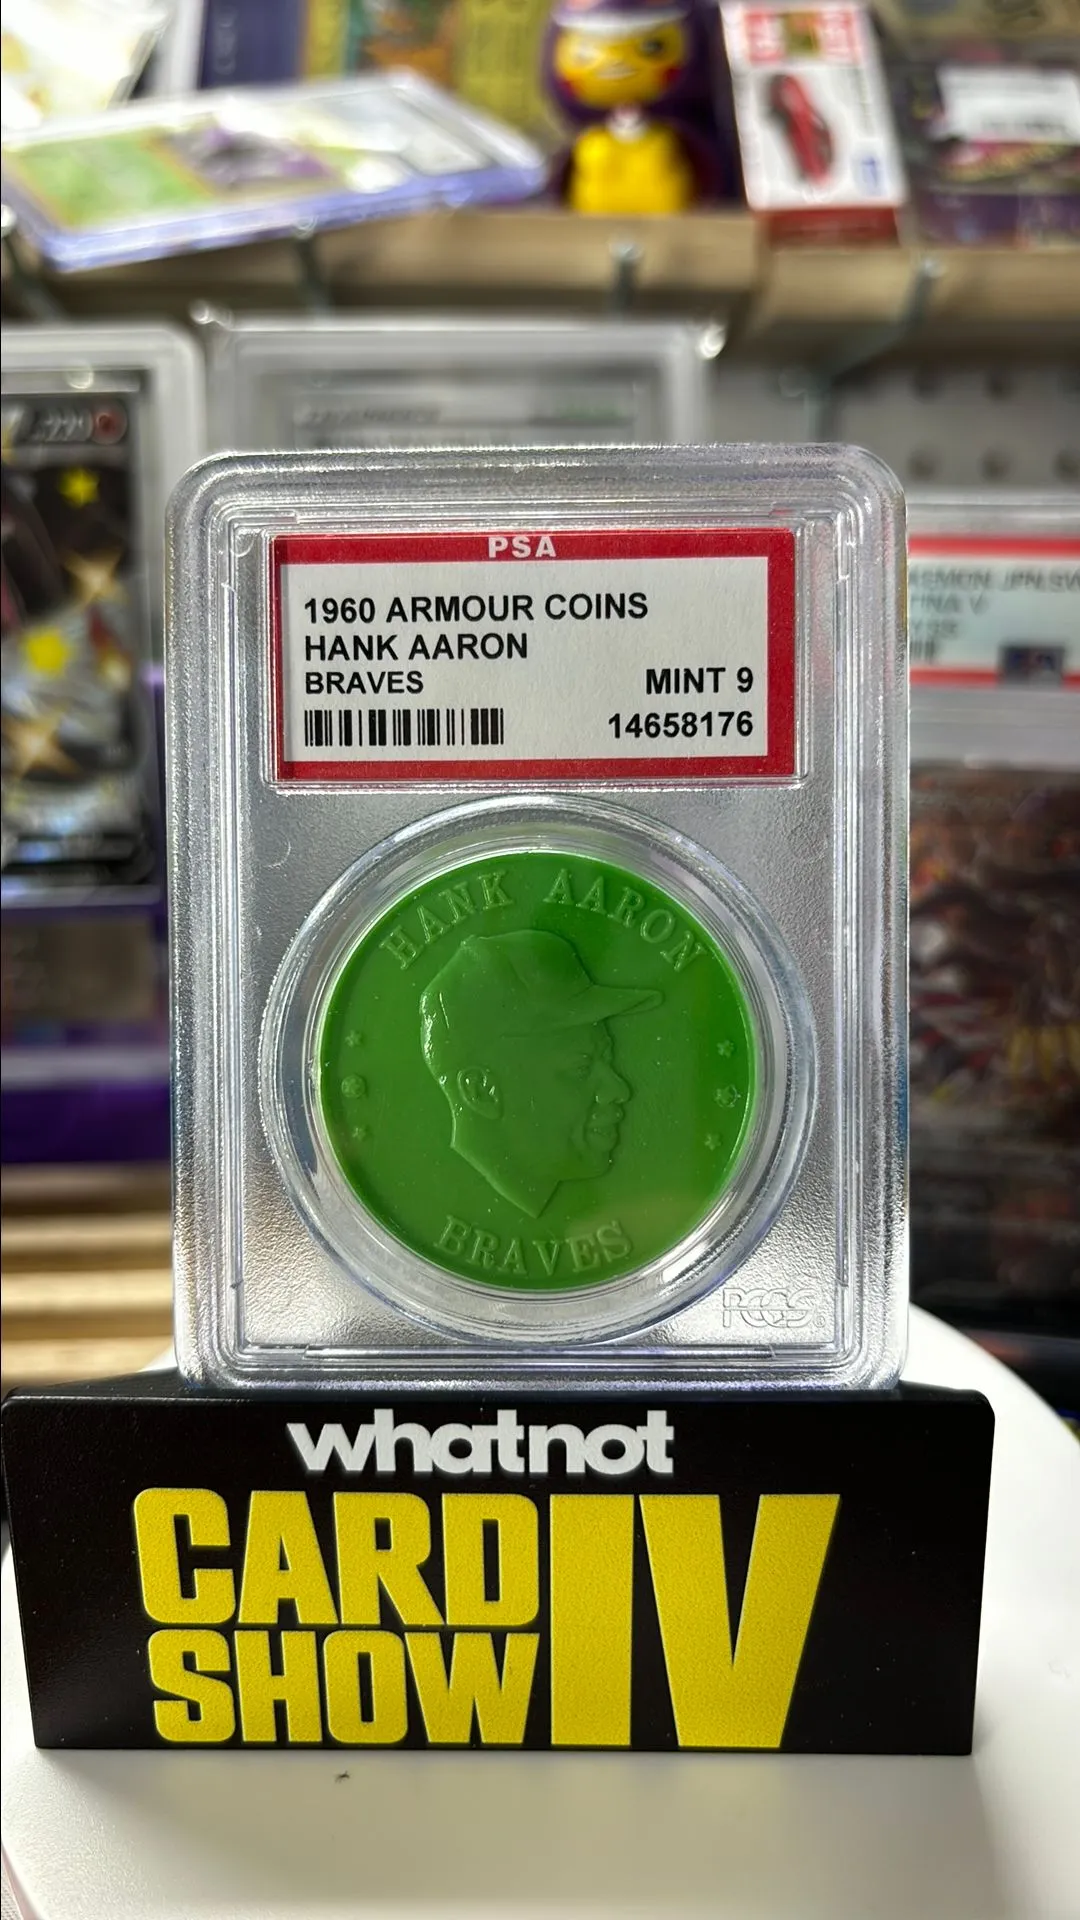 PSA
1960 ARMOUR COINS
HANK AARON
BRAVES
MINT 9
14658176
HANK AARON
BRAVES
PCGS
whatnot
CARD
SHOW
IV